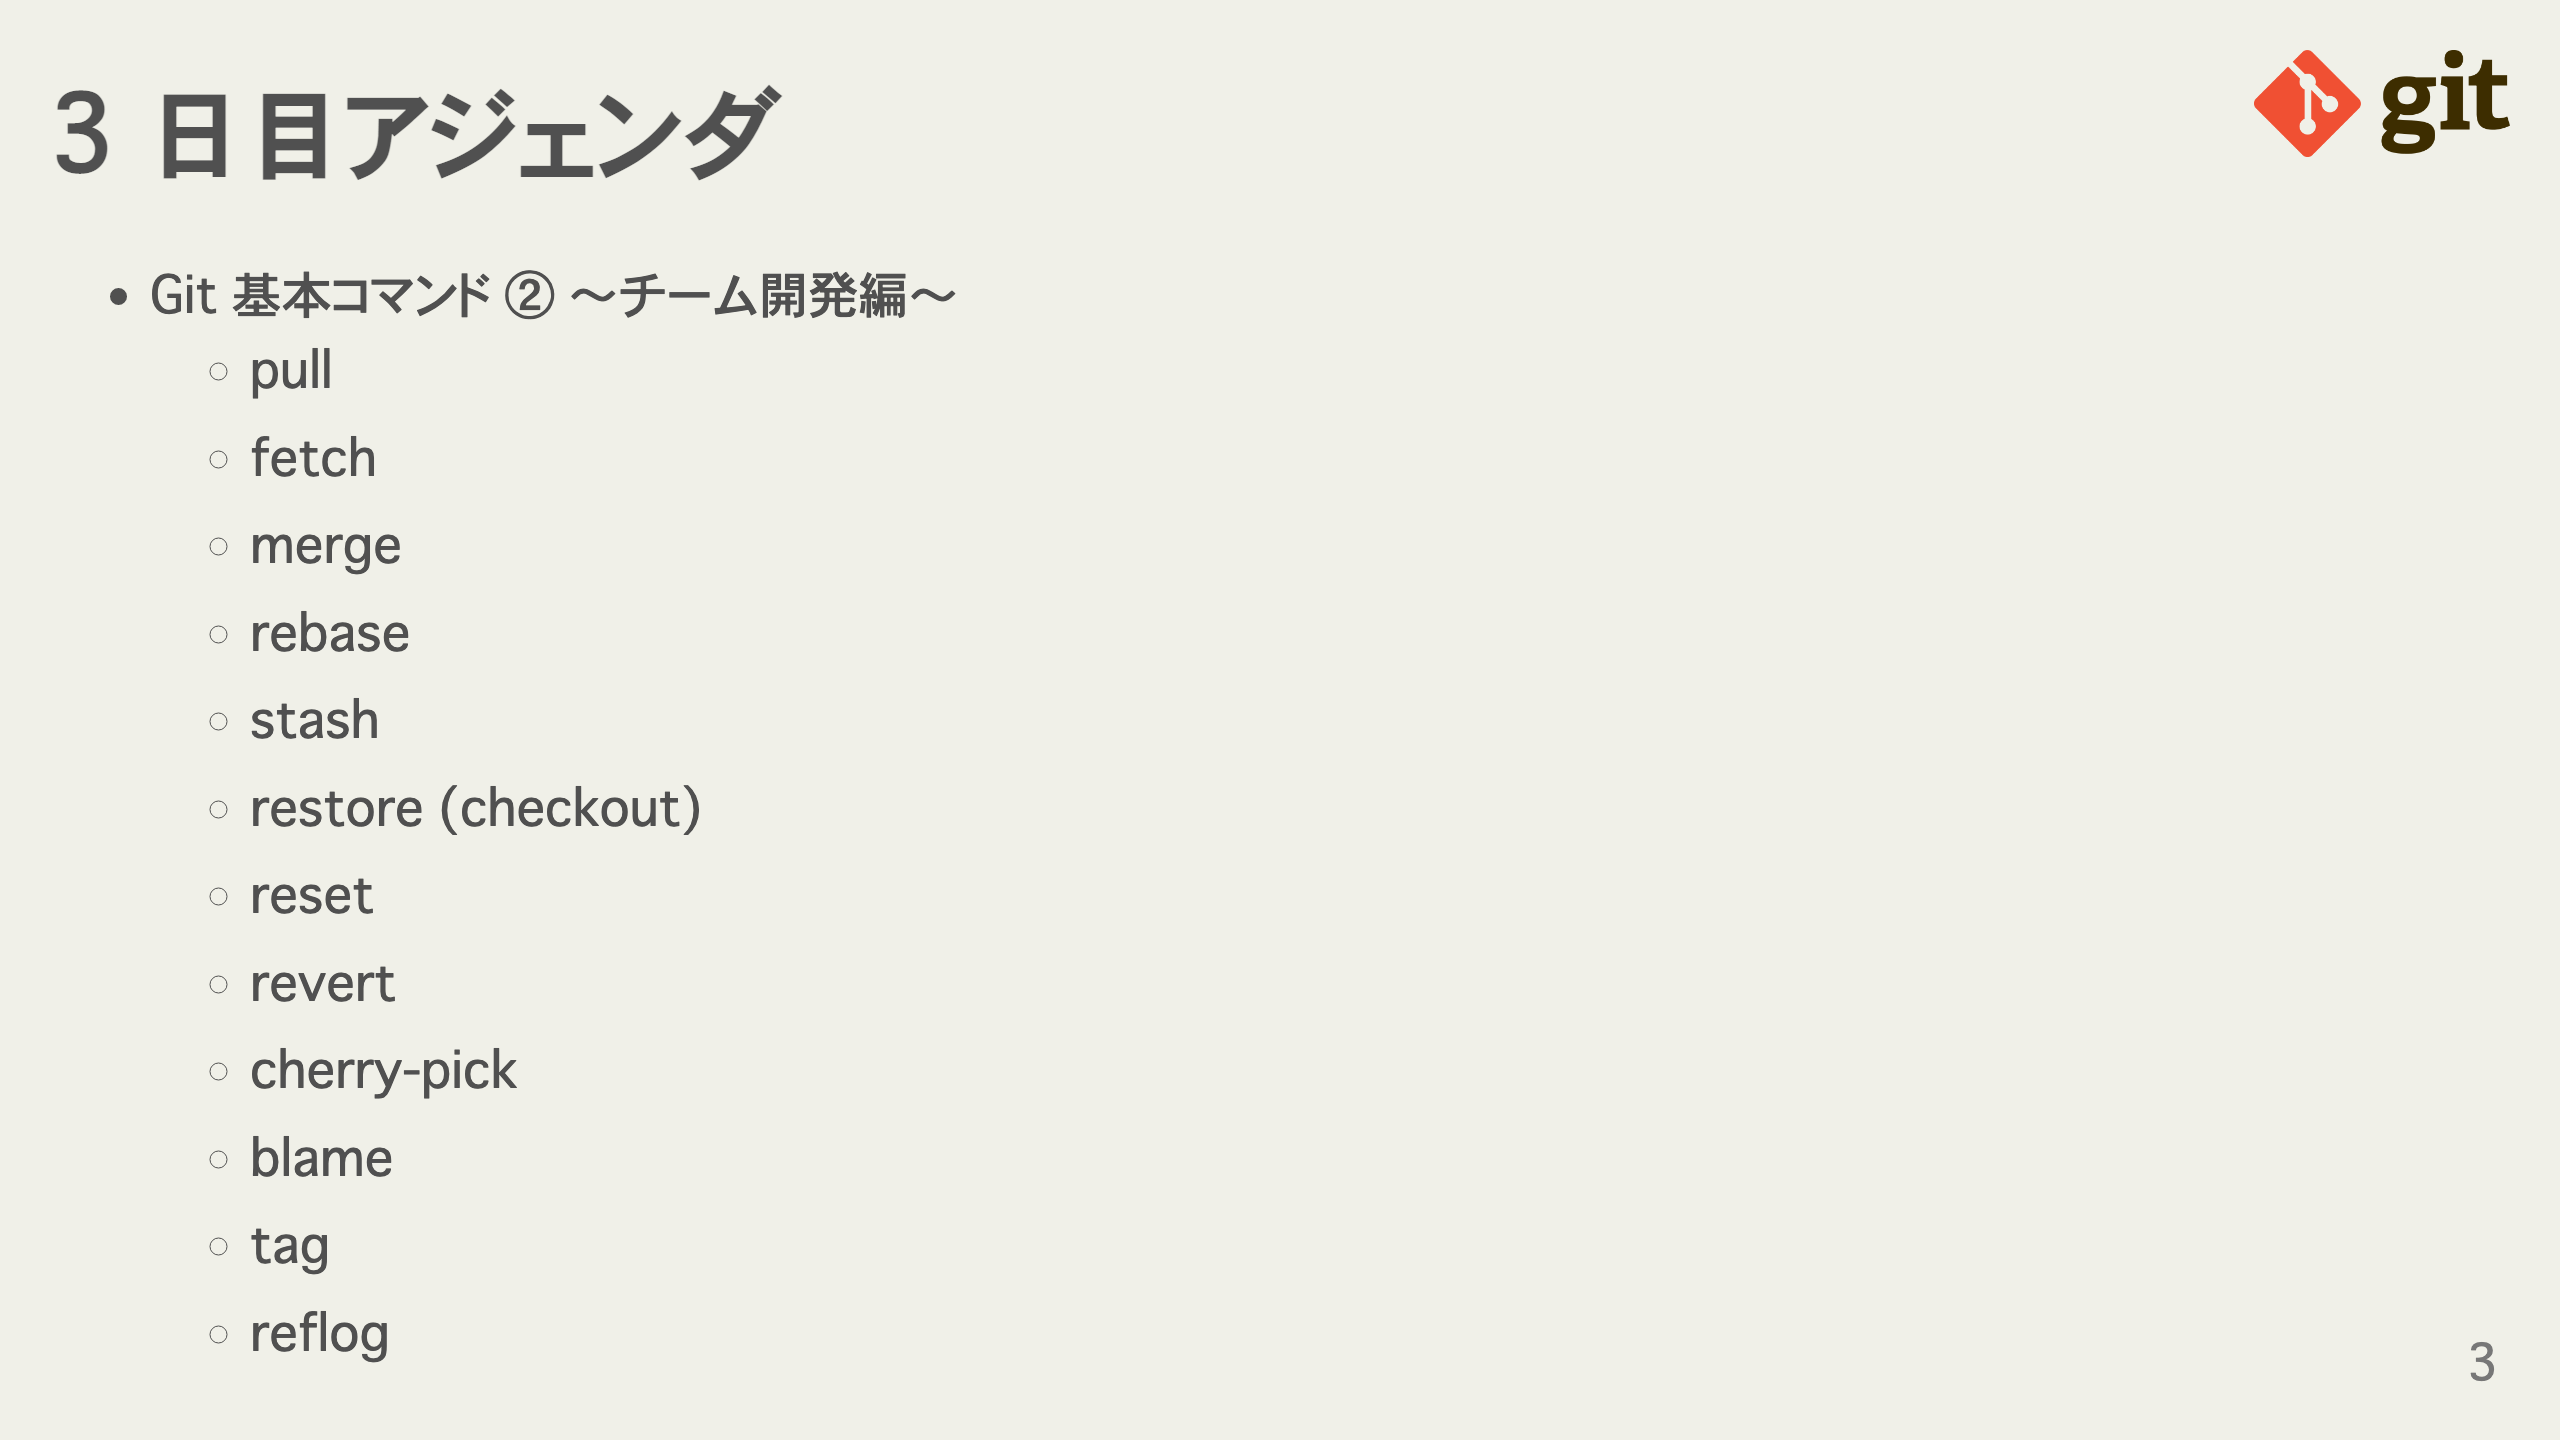 3 日目アジェンダ
git
• Git 基本コマンド ② 〜チーム開発編〜
○ pull
○ fetch
○ merge
○ rebase
○ stash
○ restore (checkout)
○ reset
○ revert
○ cherry-pick
○ blame
○ tag
○ reflog
3